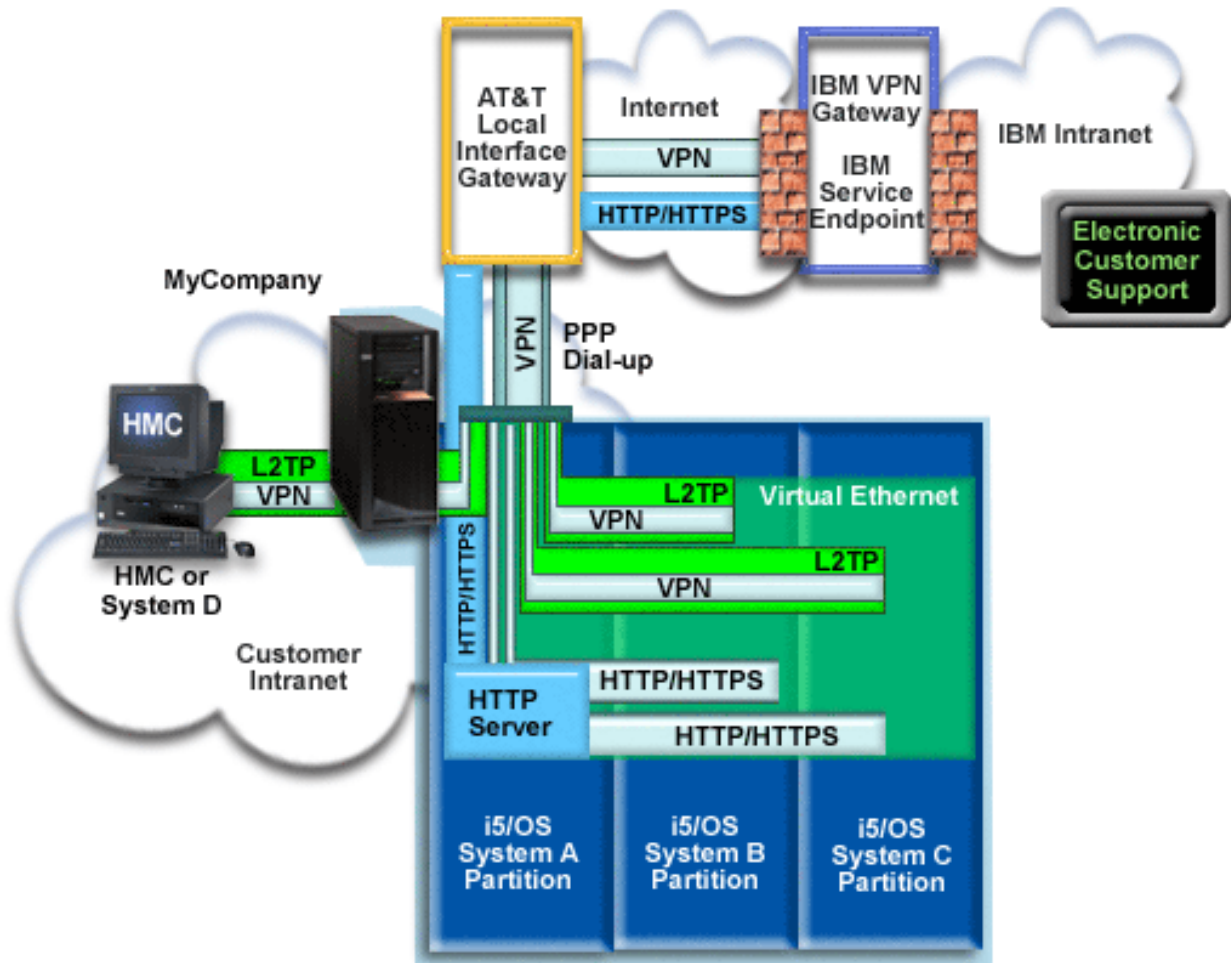 AT&T
Local
Interface
Gateway
Internet
VPN
HTTP/HTTPS
IBM VPN
Gateway
IBM
Service
Endpoint
IBM Intranet
Electronic
Customer
Support
MyCompany
VPN
PPP
Dial-up
HMC
L2TP
VPN
HMC or
System D
Customer
Intranet
HTTP/HTTPS
L2TP
VPN
Virtual Ethernet
L2TP
VPN
HTTP
Server
HTTP/HTTPS
HTTP/HTTPS
i5/OS
System A
Partition
i5/OS
System B
Partition
i5/OS
System C
Partition